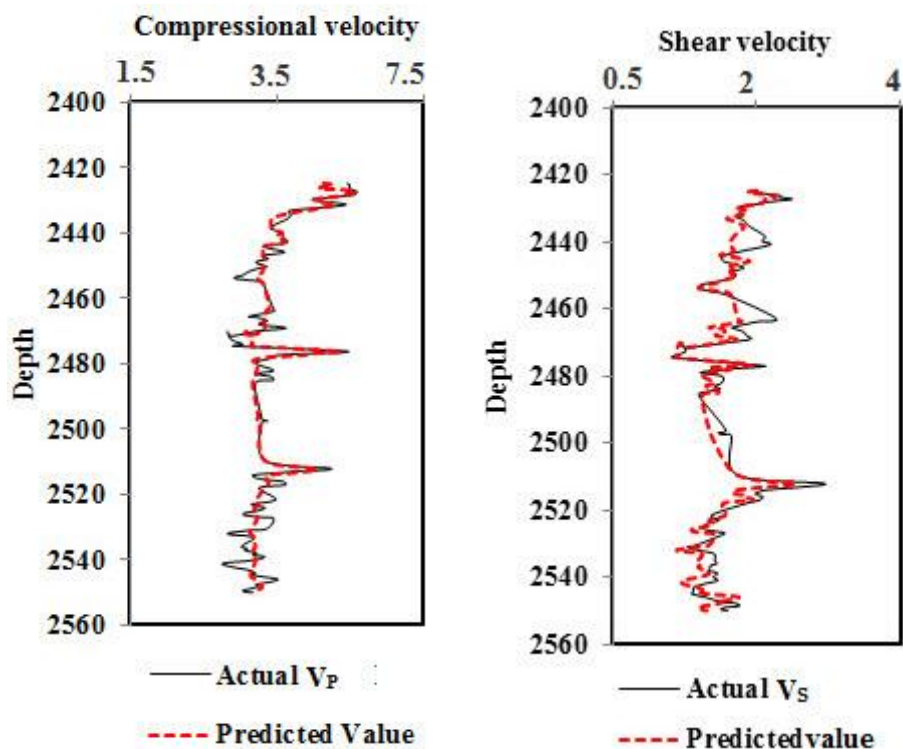 Compressional velocity
1.5 3.5 7.5
2400
2420
2440
2460
2480
2500
2520
2540
2560
Depth
Actual VP
Predicted Value
Shear velocity
0.5 2 4
2400
2420
2440
2460
2480
2500
2520
2540
2560
Depth
Actual VS
Predictedvalue